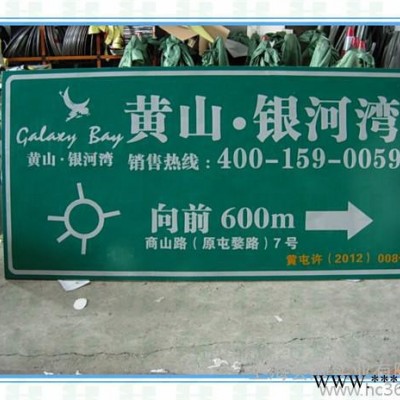 黄山·银河湾
Galaxy Bay
黄山·银河湾
销售热线:400-159-0059
向前 600m
商山路(原屯婺路)7号
黄屯许(2012)008
www.